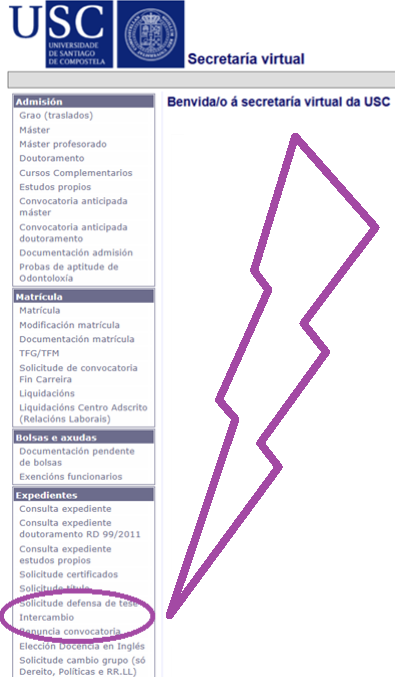 USC
UNIVERSIDADE
DE SANTIAGO
DE COMPOSTELA
Secretaría virtual
Benvida/o á secretaría virtual da USC
Admisión
Grao (traslados)
Máster
Máster profesorado
Doutoramento
Cursos Complementarios
Estudos propios
Convocatoria anticipada
máster
Convocatoria anticipada
doutoramento
Documentación admisión
Probas de aptitude de
Odontoloxía
Matrícula
Matrícula
Modificación matrícula
Documentación matrícula
TFG/TFM
Solicitude de convocatoria
Fin Carreira
Liquidacións
Liquidacións Centro Adscrito
(Relacións Laborais)
Bolsas e axudas
Documentación pendente
de bolsas
Exencións funcionarios
Expedientes
Consulta expediente
Consulta expediente
doutoramento RD 99/2011
Consulta expediente
estudos propios
Solicitude certificados
Solicitude título
Solicitude defensa de tese
Intercambio
Renuncia convocatoria
Elección Docencia en Inglés
Solicitude cambio grupo (só
Dereito, Políticas e RR.LL)